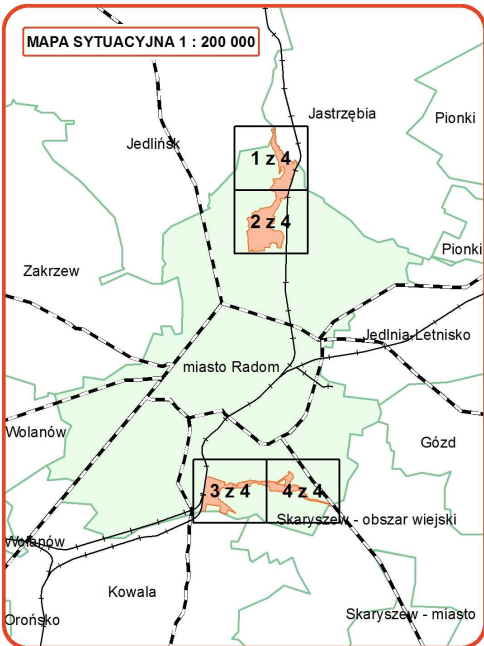 MAPA SYTUACYJNA 1 : 200 000
Jastrzębia
Pionki
Jedlińsk
1 z 4
2 z 4
Pionki
Zakrzew
Jedlnia-Letnisko
miasto Radom
Wolanów
Gózd
3 z 4
4 z 4
Skaryszew - obszar wiejski
Wolanów
Kowala
Orońsko
Skaryszew - miasto